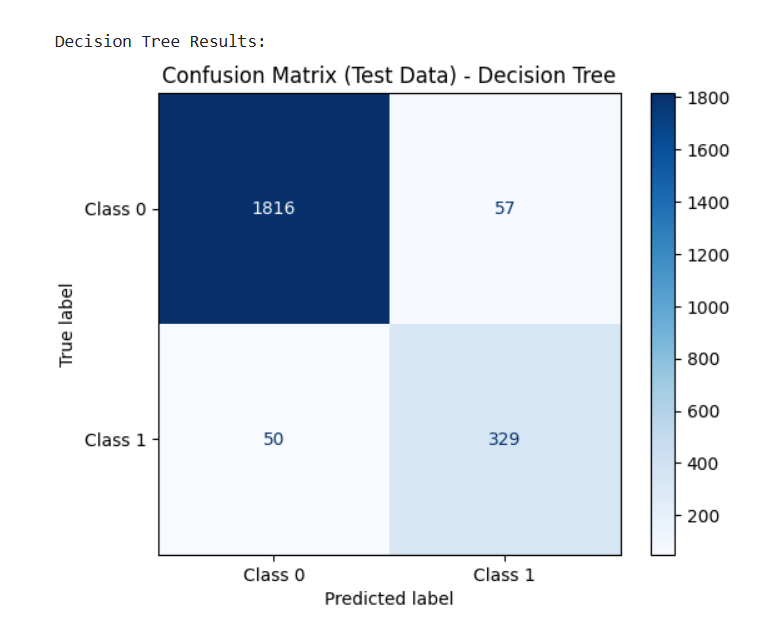 Decision Tree Results:
Confusion Matrix (Test Data) - Decision Tree
1800
1600
1400
1200
1000
800
600
400
200
True label
Class 0
1816
57
Class 1
50
329
Class 0
Class 1
Predicted label